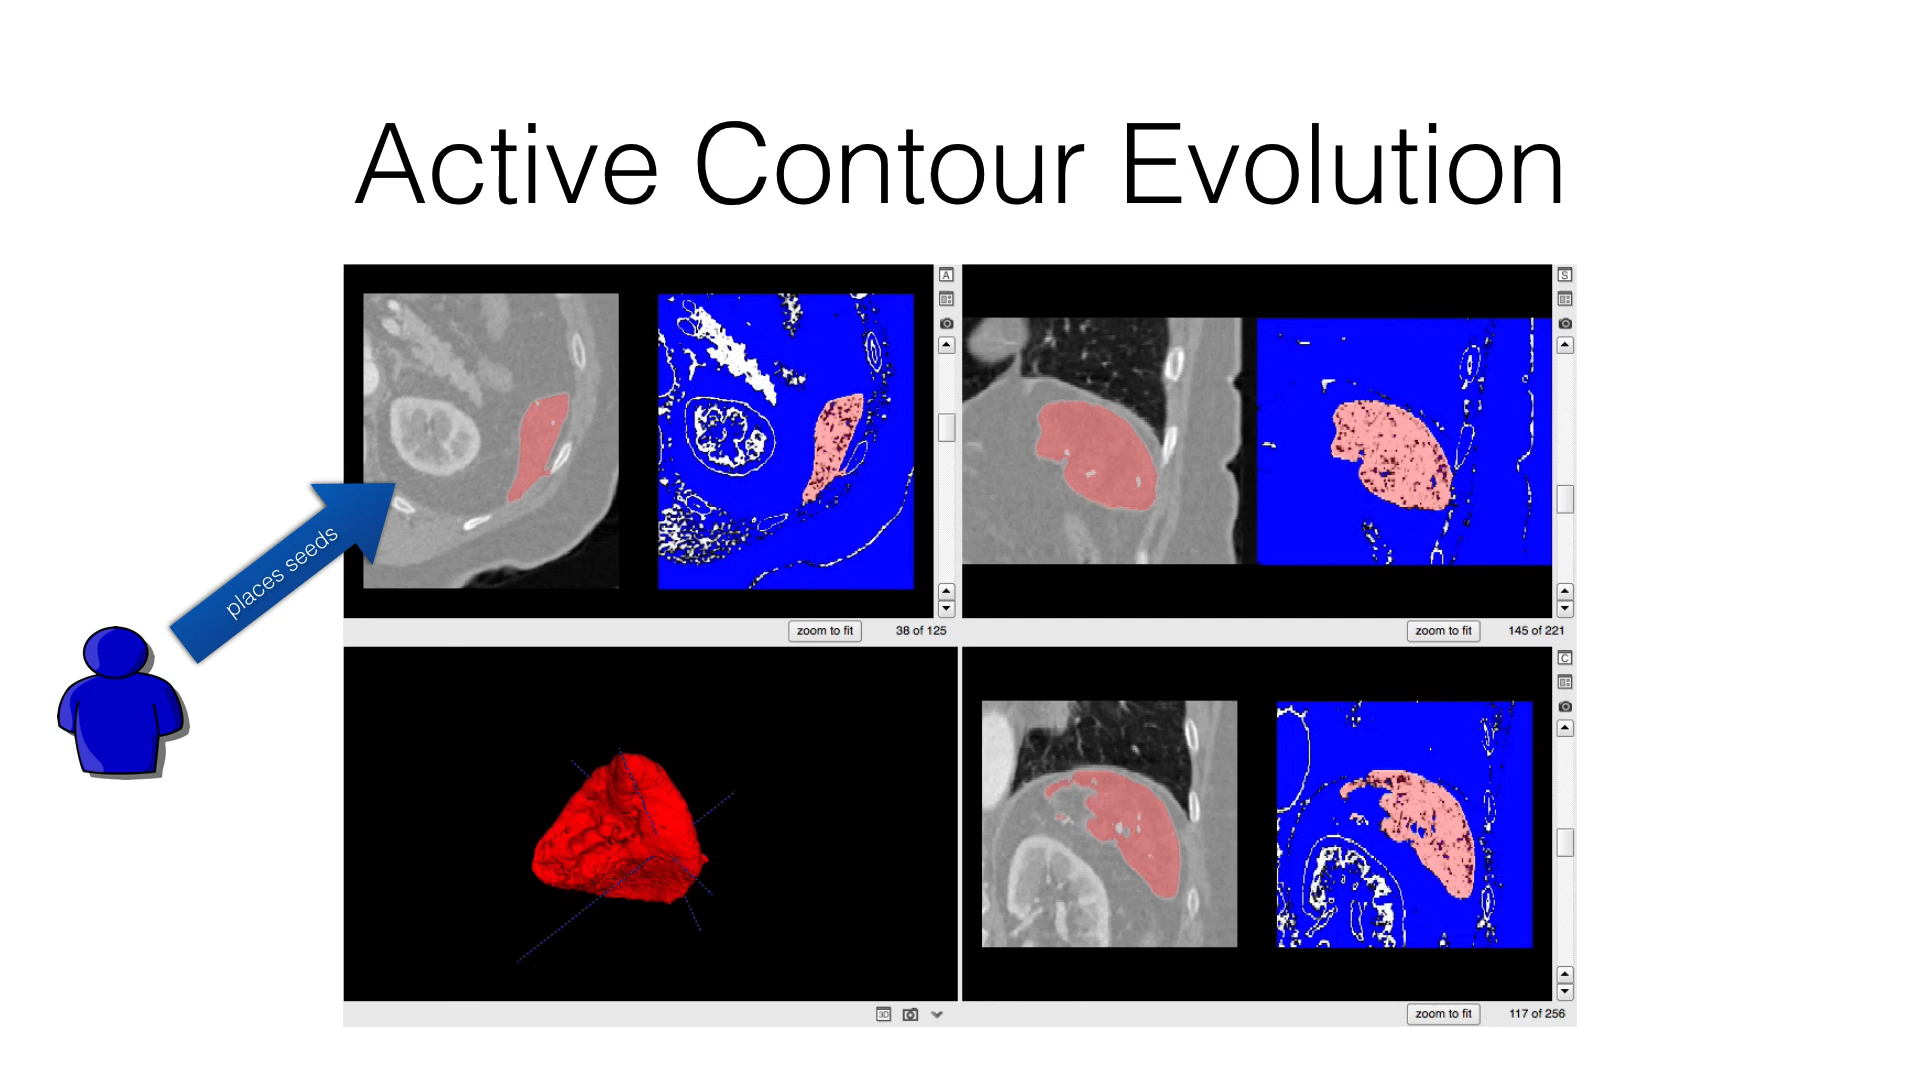 Active Contour Evolution
A
S
places seeds
zoom to fit
38 of 125
zoom to fit
145 of 221
C
3D
zoom to fit
117 of 256